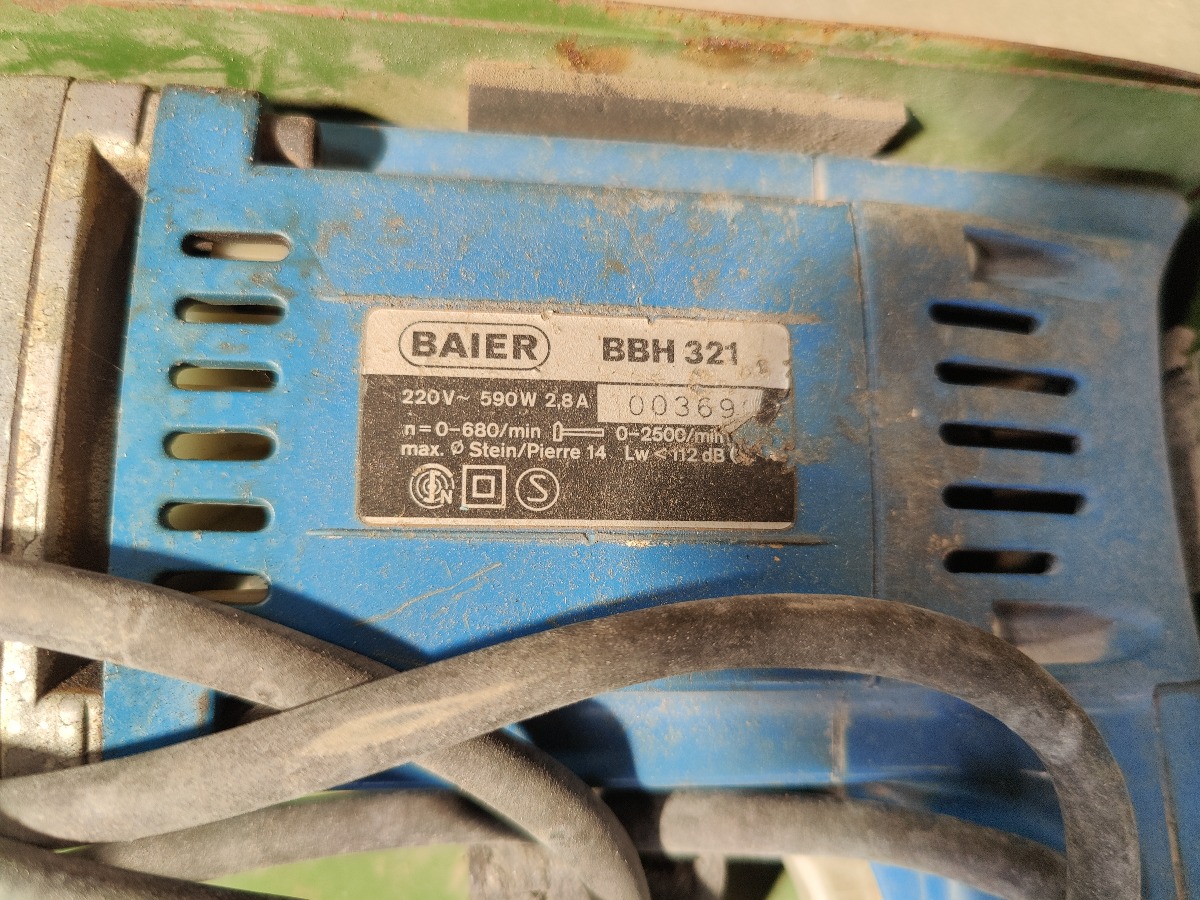 BAIER BBH 321
220V~ 590W 2,8A 00369
n=0-680/min 0-2500/min
max. Ø Stein/Pierre 14 Lw<112 dB (
S